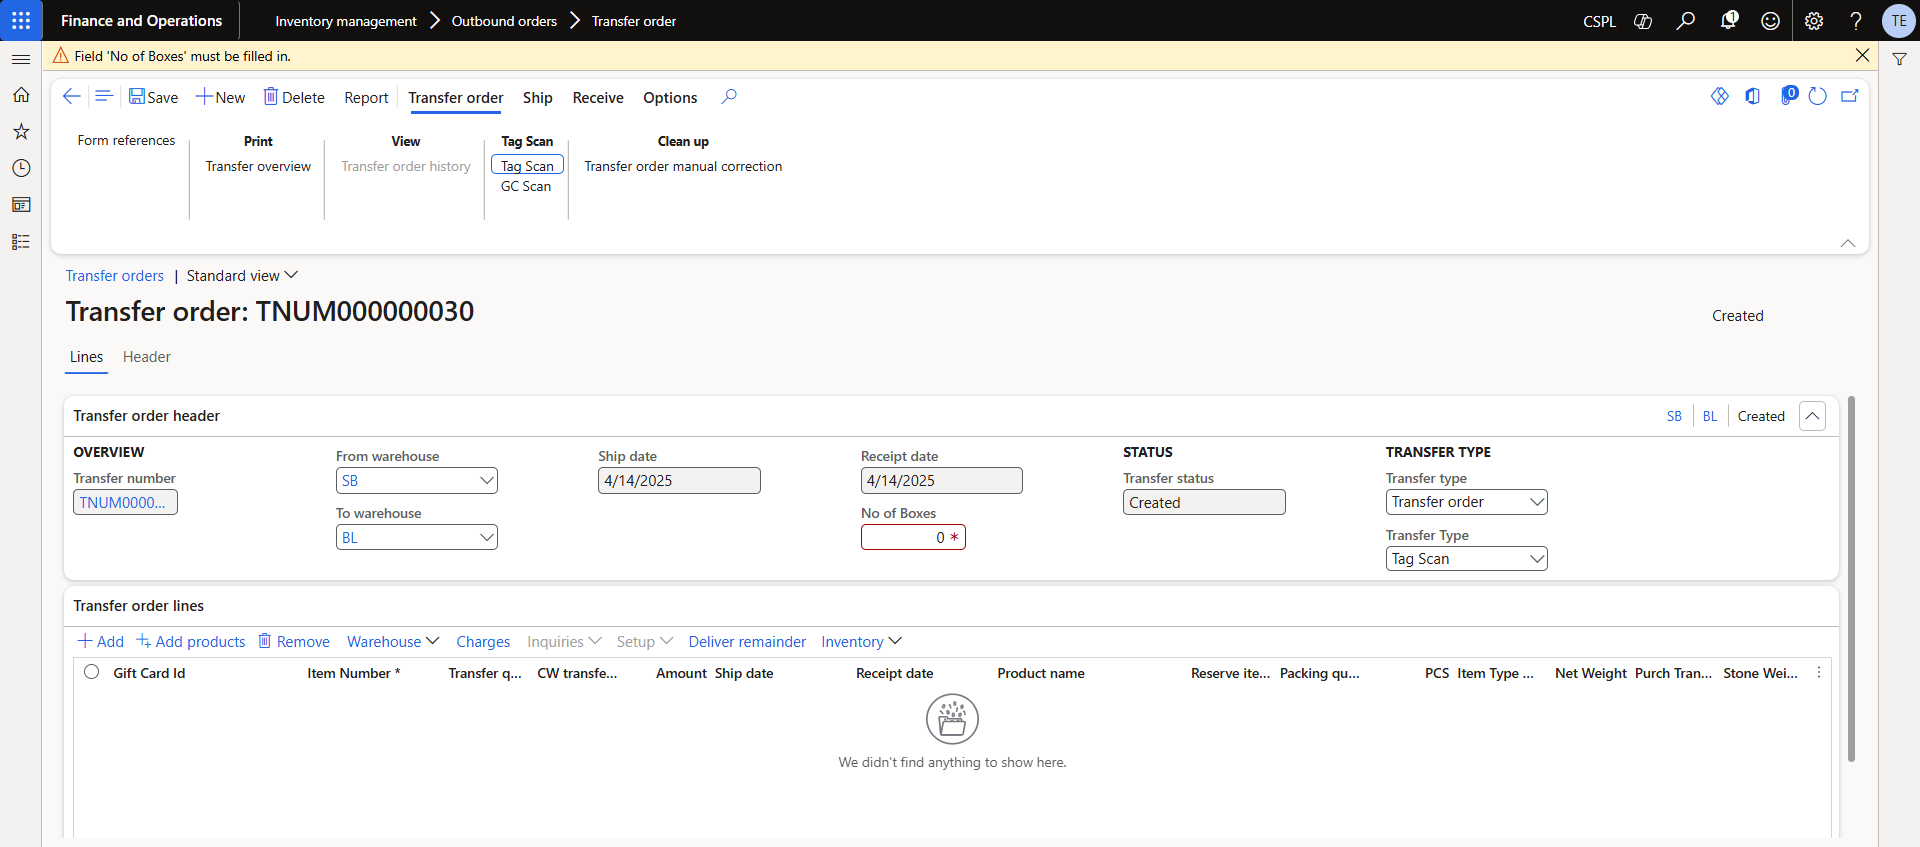 Finance and Operations
Inventory management > Outbound orders > Transfer order
CSPL
1
?
TE
Field 'No of Boxes' must be filled in.
Save
New
Delete
Report
Transfer order
Ship
Receive
Options
0
Form references
Print
Transfer overview
View
Transfer order history
Tag Scan
Tag Scan
GC Scan
Clean up
Transfer order manual correction
Transfer orders | Standard view
Transfer order: TNUM000000030
Created
Lines
Header
Transfer order header
SB
BL
Created
OVERVIEW
Transfer number
TNUM0000...
From warehouse
SB
To warehouse
BL
Ship date
4/14/2025
Receipt date
4/14/2025
No of Boxes
0 *
STATUS
Transfer status
Created
TRANSFER TYPE
Transfer type
Transfer order
Transfer Type
Tag Scan
Transfer order lines
Add
Add products
Remove
Warehouse
Charges
Inquiries
Setup
Deliver remainder
Inventory
Gift Card Id
Item Number *
Transfer q...
CW transfe...
Amount
Ship date
Receipt date
Product name
Reserve ite...
Packing qu...
PCS
Item Type ...
Net Weight
Purch Tran...
Stone Wei...
We didn't find anything to show here.